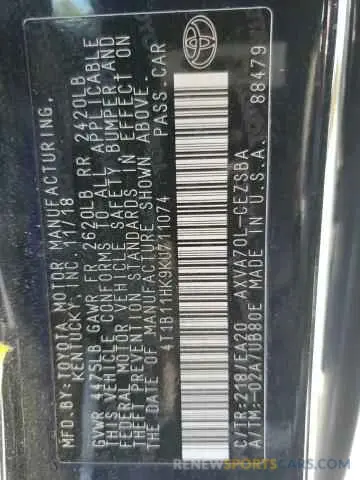 MFD.BY:TOYOTA MOTOR MANUFACTURING,
KENTUCKY, INC. 11/18
GVWR 4475LB GAWR FR 2620LB RR 2420LB
THIS VEHICLE CONFORMS TO ALL APPLICABLE
FEDERAL MOTOR VEHICLE SAFETY, BUMPER, AND
THEFT PREVENTION STANDARDS IN EFFECT ON
THE DATE OF MANUFACTURE SHOWN ABOVE.
4T1B11HK9KU711074 PASS CAR
C/TR:218/EA20 AXVA70L-CEZSBA
A/TM:-02A/UB80E MADE IN U.S.A. 88479
RENEWSPORTSCARS.COM